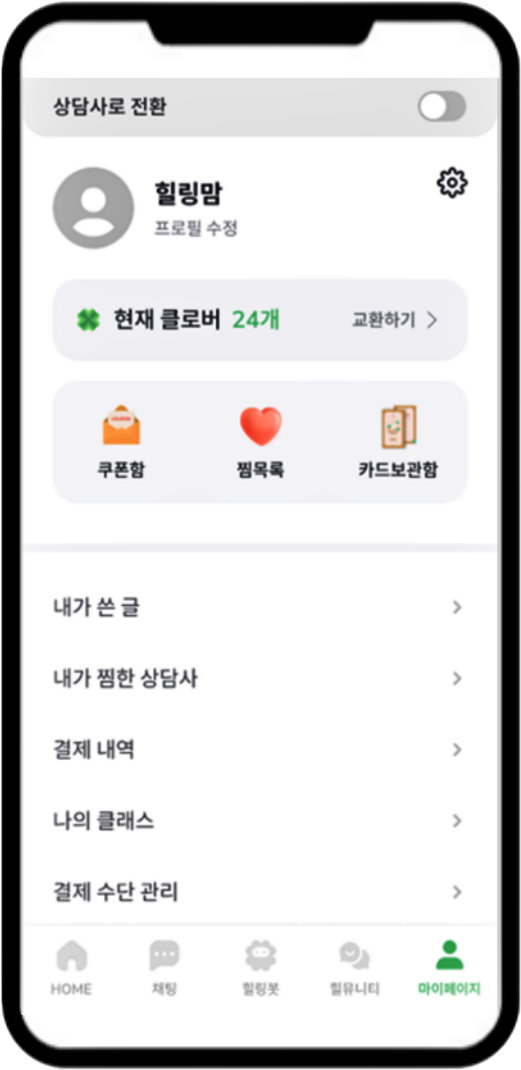 상담사로 전환
힐링맘
프로필 수정
현재 클로버 24개 교환하기
쿠폰함 찜목록 카드보관함
내가 쓴 글
내가 찜한 상담사
결제 내역
나의 클래스
결제 수단 관리
HOME 채팅 힐링봇 힐뮤니티 마이페이지